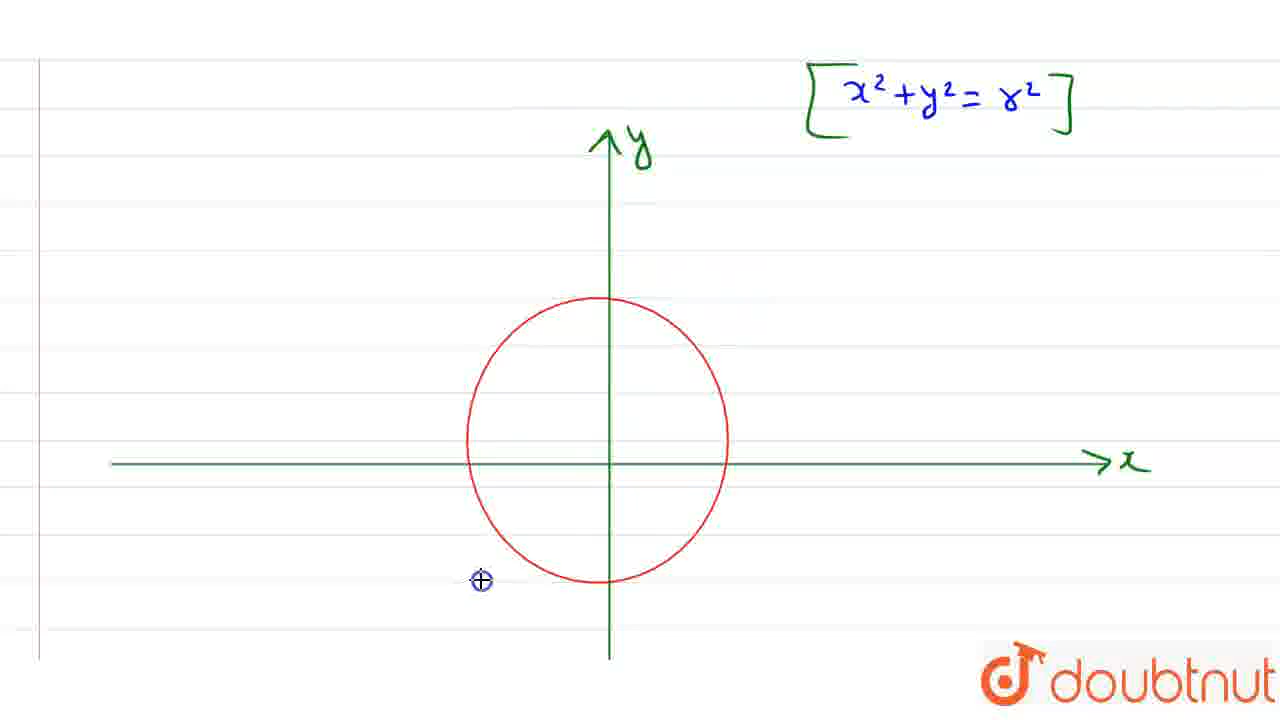 [x² + y² = r²]
y
x
doubtnut